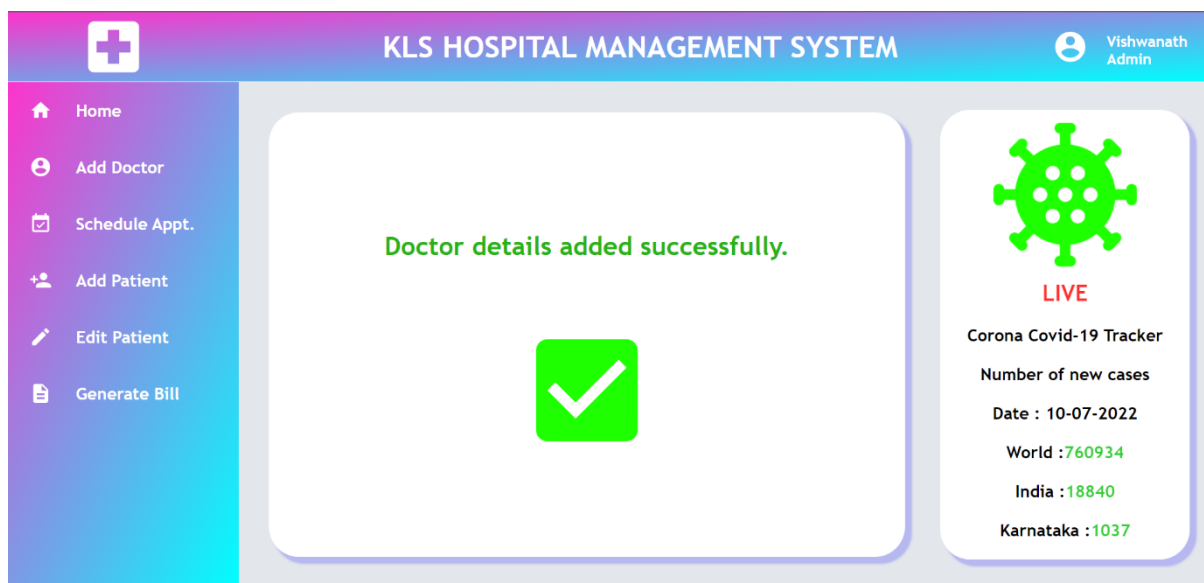 KLS HOSPITAL MANAGEMENT SYSTEM
Vishwanath
Admin
Home
Add Doctor
Schedule Appt.
Add Patient
Edit Patient
Generate Bill
Doctor details added successfully.
LIVE
Corona Covid-19 Tracker
Number of new cases
Date : 10-07-2022
World :760934
India :18840
Karnataka :1037